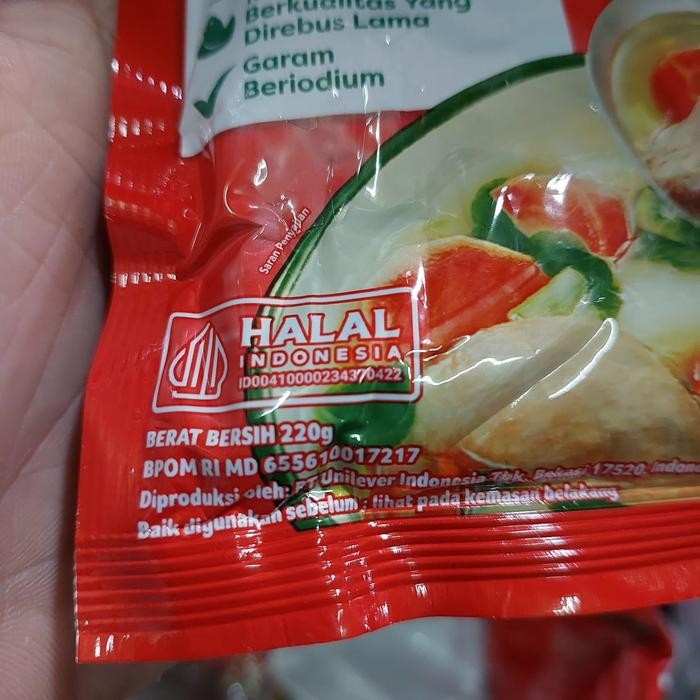 Berkualitas Yang
Direbus Lama
Garam
Beriodium
Saran Penyajian
HALAL
INDONESIA
ID00410000234370422
BERAT BERSIH 220g
BPOM RI MD 655610017217
Diproduksi oleh: PT Unilever Indonesia Tbk, Bekasi 17520, Indon
Baik digunakan sebelum : lihat pada kemasan belakang